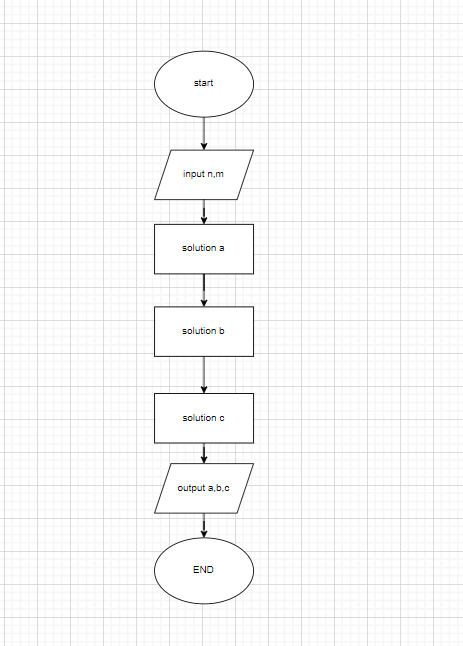 start
input n,m
solution a
solution b
solution c
output a,b,c
END